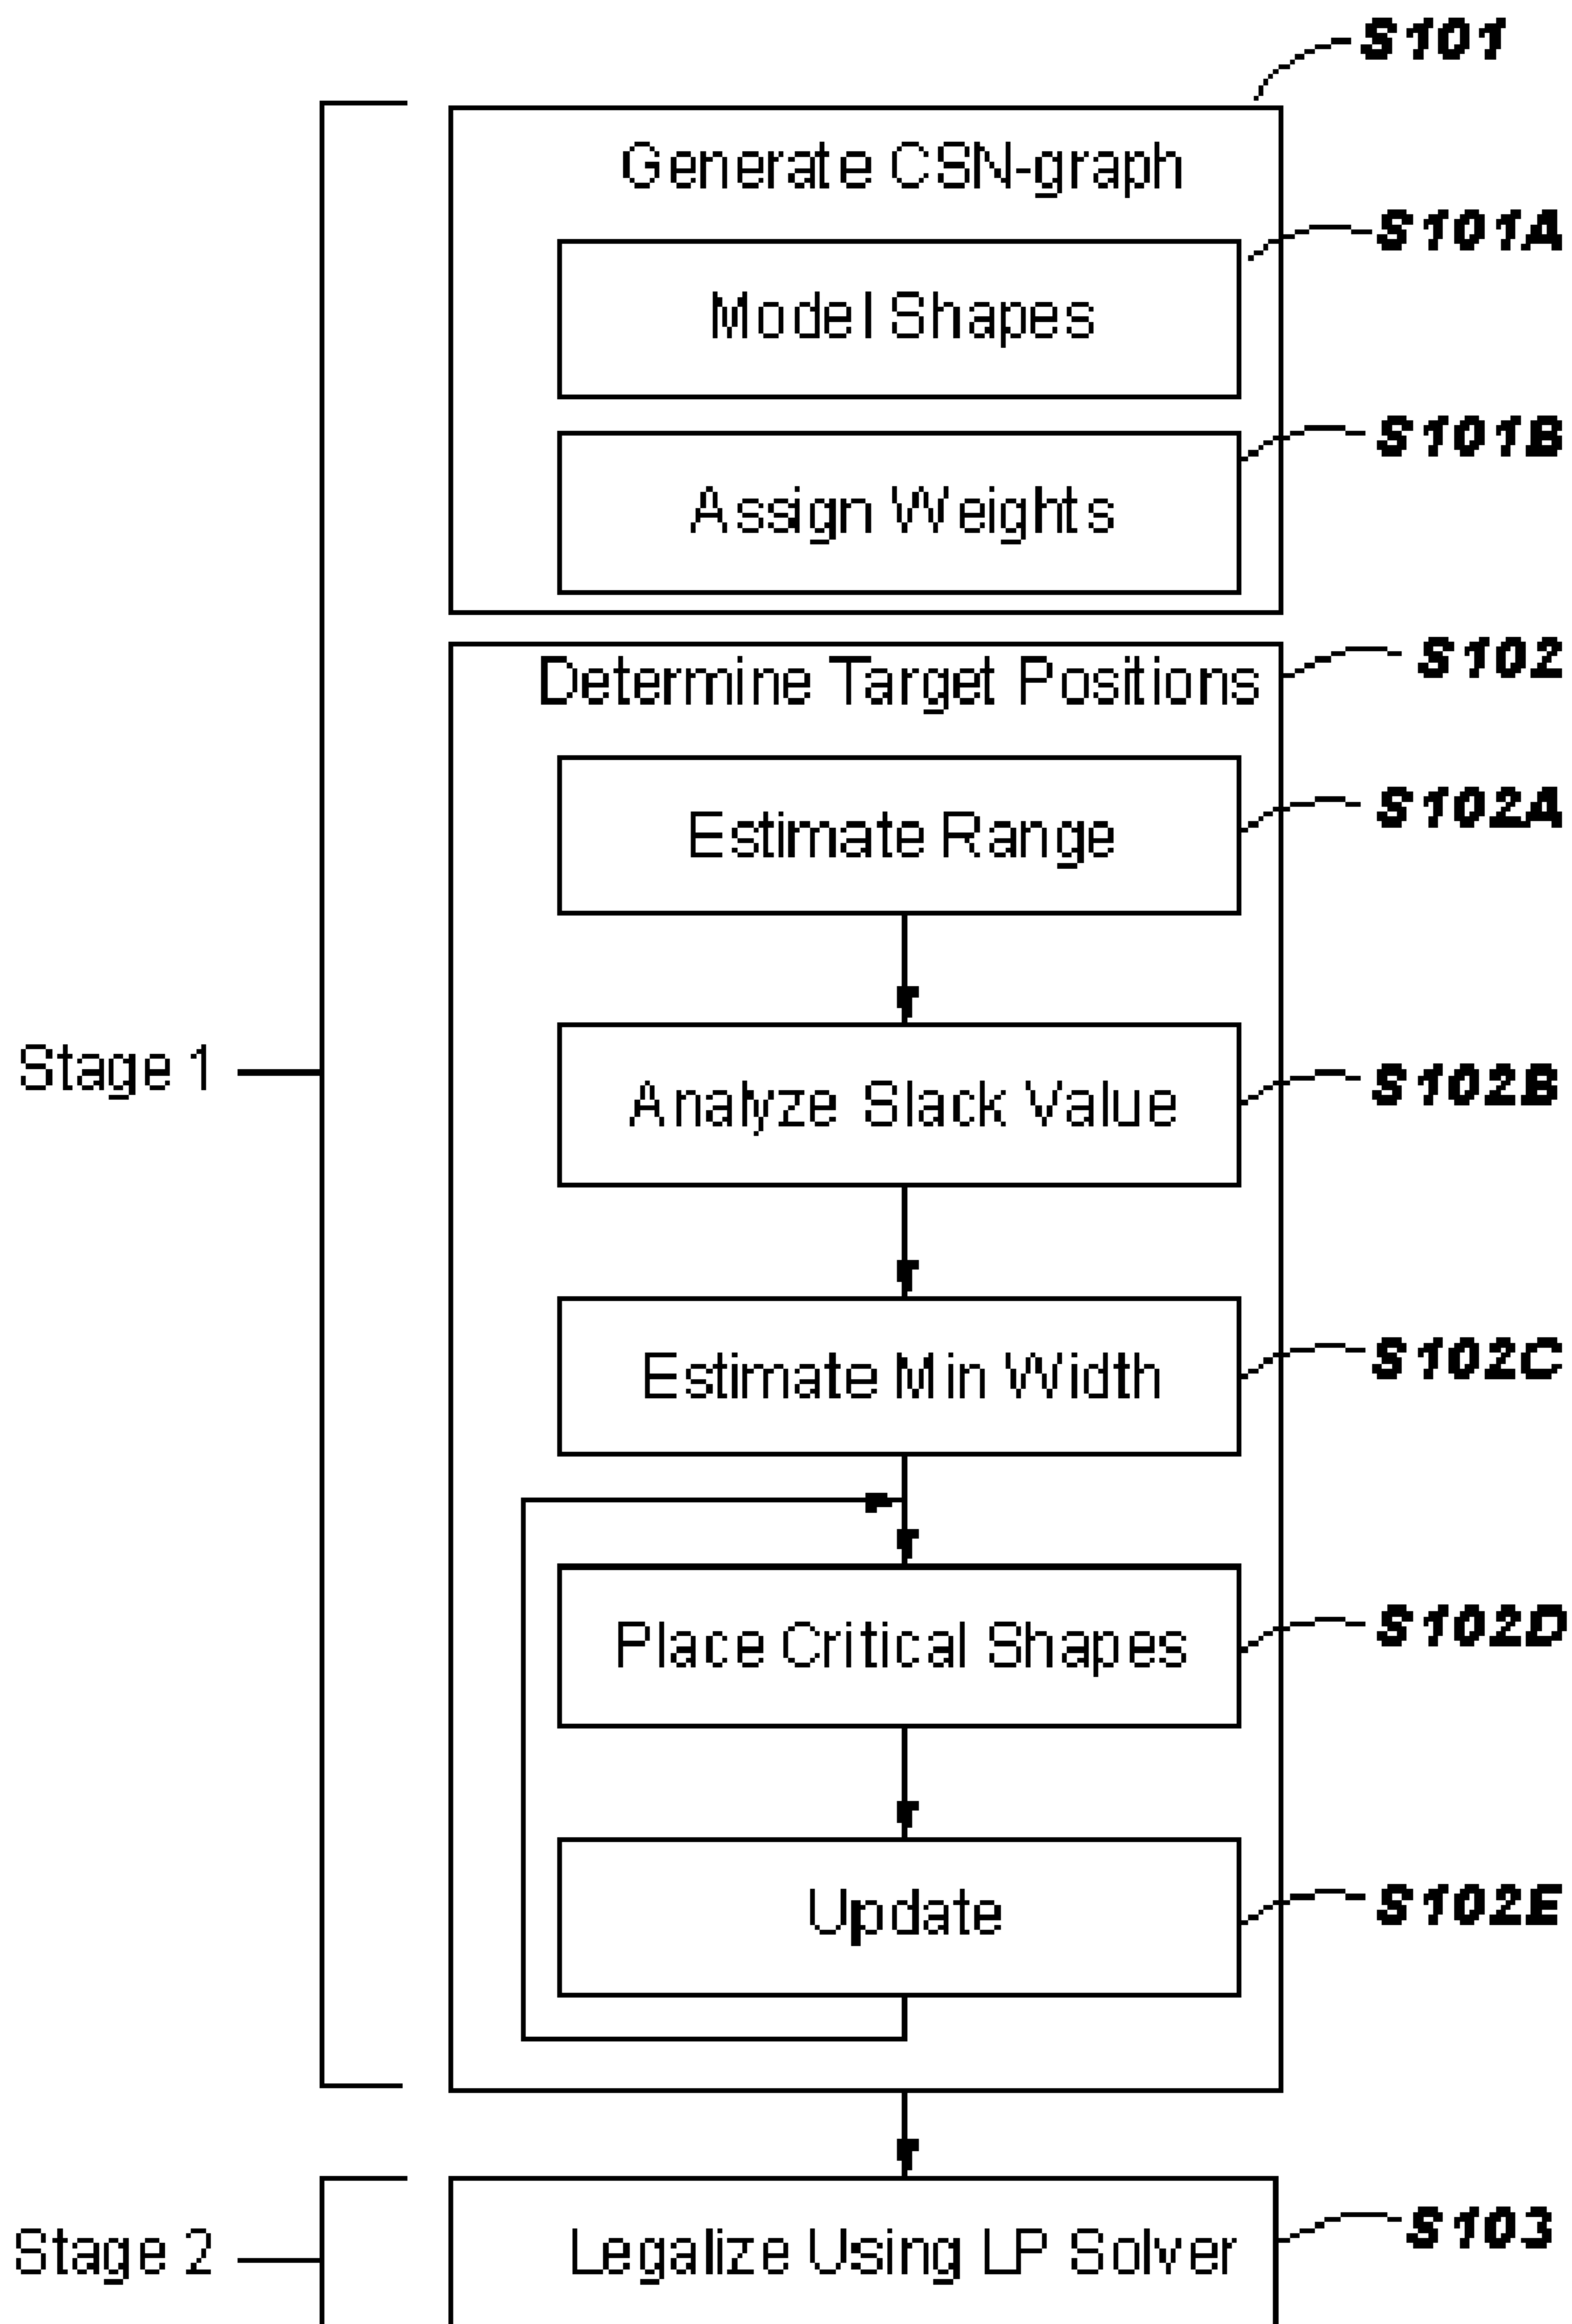 S101
Generate CSN-graph
S101A
Model Shapes
S101B
Assign Weights
S102
Determine Target Positions
S102A
Estimate Range
Stage 1
S102B
Analyze Slack Value
S102C
Estimate Min Width
S102D
Place Critical Shapes
S102E
Update
Stage 2
S103
Legalize Using LP Solver